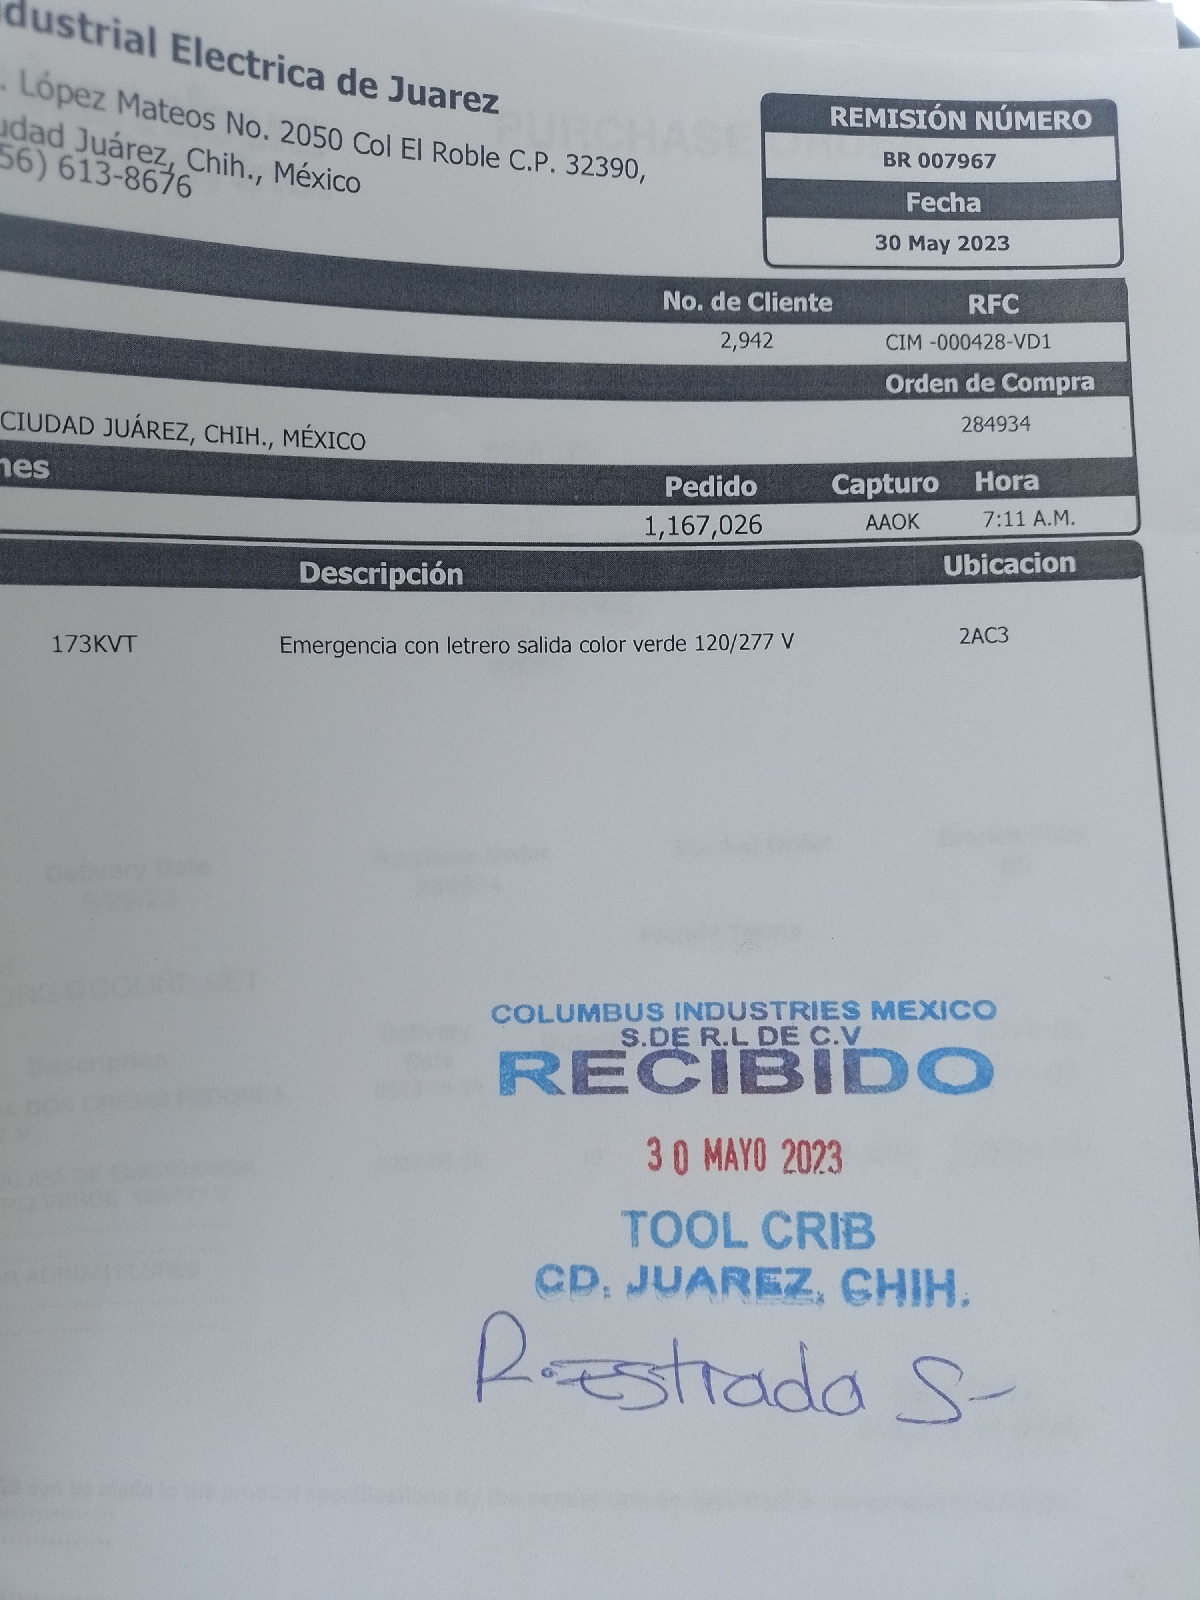 dustrial Electrica de Juarez
. López Mateos No. 2050 Col El Roble C.P. 32390,
udad Juárez, Chih., México
56) 613-8676
REMISIÓN NÚMERO
BR 007967
Fecha
30 May 2023
No. de Cliente RFC
2,942 CIM -000428-VD1
Orden de Compra
CIUDAD JUÁREZ, CHIH., MÉXICO 284934
nes Pedido Capturo Hora
1,167,026 AAOK 7:11 A.M.
Descripción Ubicacion
173KVT Emergencia con letrero salida color verde 120/277 V 2AC3
COLUMBUS INDUSTRIES MEXICO
S.DE R.L DE C.V
RECIBIDO
30 MAYO 2023
TOOL CRIB
CD. JUAREZ, CHIH.
R. Estrada S-